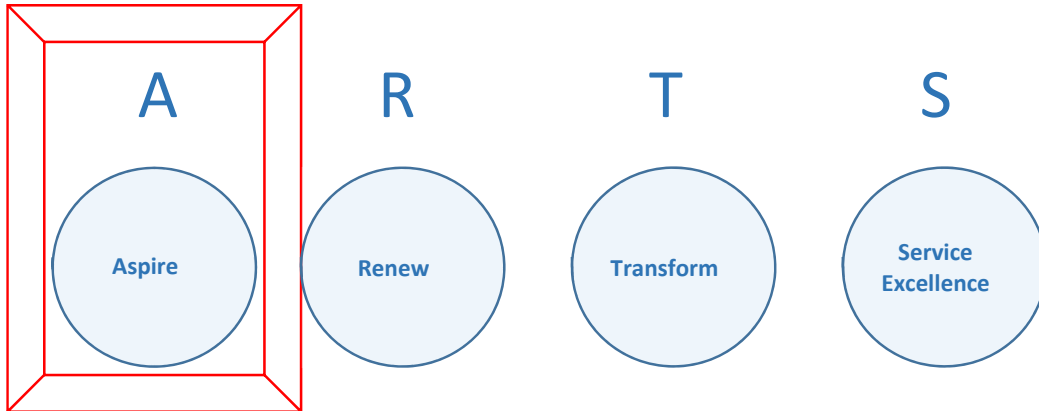 A R T S
Aspire
Renew
Transform
Service
Excellence